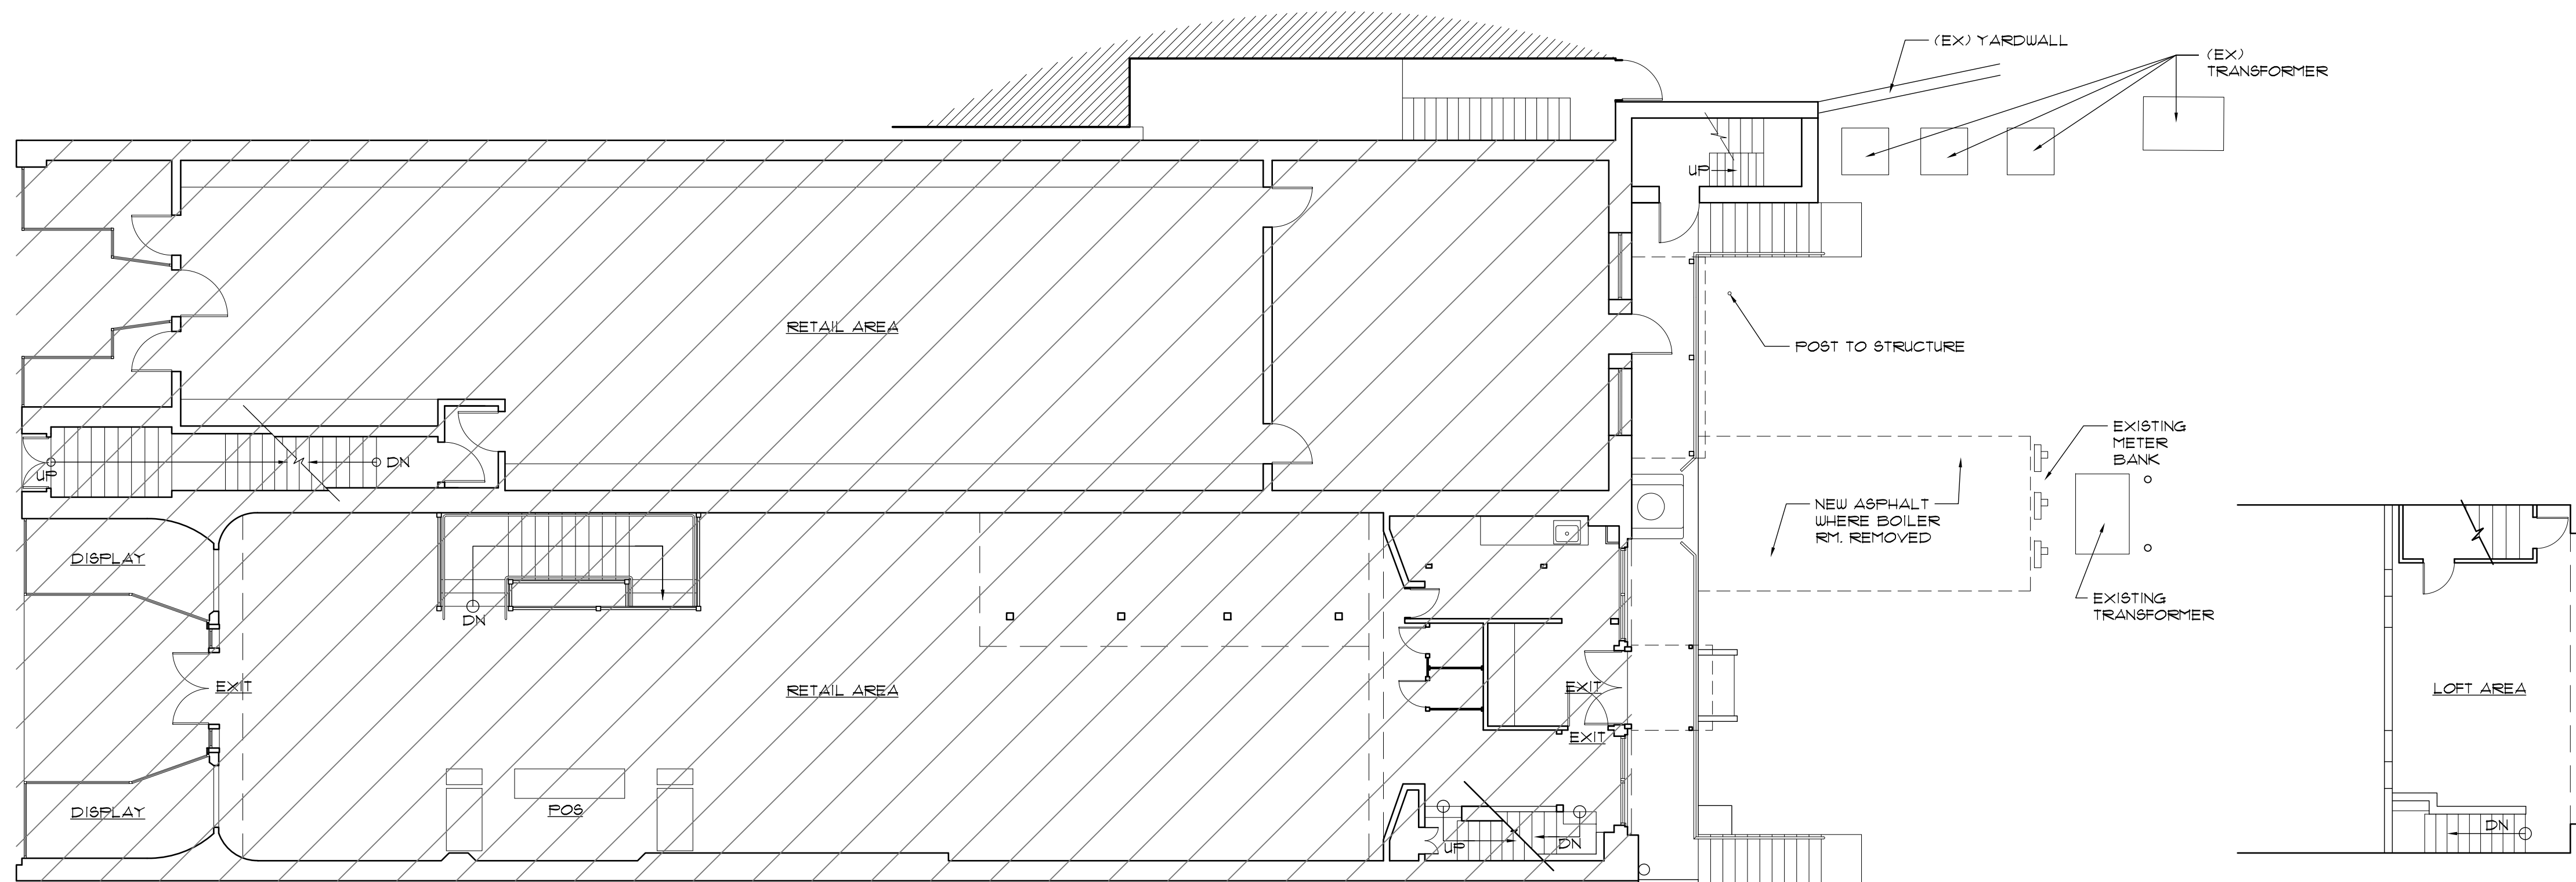 (EX) YARDWALL
(EX)
TRANSFORMER
UP
RETAIL AREA
POST TO STRUCTURE
UP
DN
EXISTING
METER
BANK
NEW ASPHALT
WHERE BOILER
RM. REMOVED
EXISTING
TRANSFORMER
DISPLAY
DN
EXIT
RETAIL AREA
EXIT
EXIT
LOFT AREA
DISPLAY
POS
UP
DN
DN